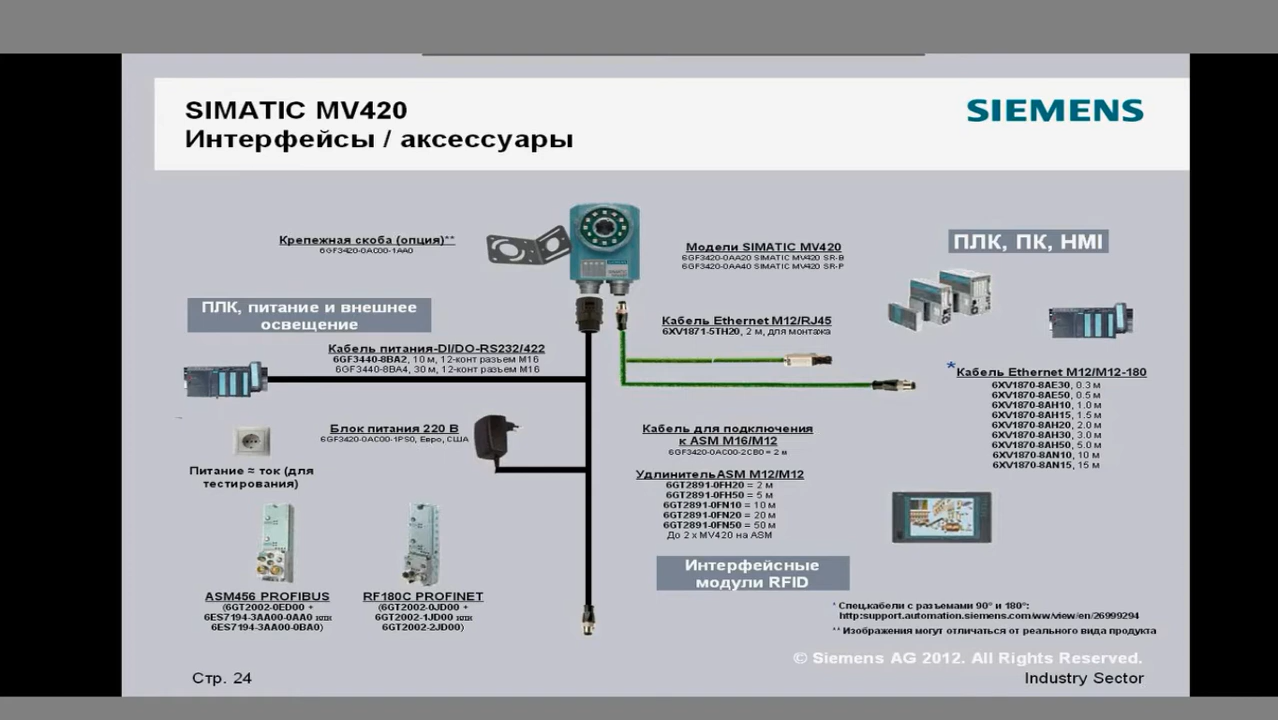 SIMATIC MV420
Интерфейсы / аксессуары
SIEMENS
Крепежная скоба (опция)**
6GF3420-0AC00-1AA0
Модели SIMATIC MV420
6GF3420-0AA20 SIMATIC MV420 SR-B
6GF3420-0AA40 SIMATIC MV420 SR-P
ПЛК, ПК, HMI
ПЛК, питание и внешнее
освещение
Кабель Ethernet M12/RJ45
6XV1871-5TH20, 2 м, для монтажа
Кабель питания-DI/DO-RS232/422
6GF3440-8BA2, 10 м, 12-конт разъем M16
6GF3440-8BA4, 30 м, 12-конт разъем M16
*Кабель Ethernet M12/M12-180
6XV1870-8AE30, 0.3 м
6XV1870-8AE50, 0.5 м
6XV1870-8AH10, 1.0 м
6XV1870-8AH15, 1.5 м
6XV1870-8AH20, 2.0 м
6XV1870-8AH30, 3.0 м
6XV1870-8AH50, 5.0 м
6XV1870-8AN10, 10 м
6XV1870-8AN15, 15 м
Блок питания 220 В
6GF3420-0AC00-1PS0, Евро, США
Кабель для подключения
к ASM M16/M12
6GF3420-0AC00-2CB0 = 2 м
Питание ≈ ток (для
тестирования)
Удлинитель ASM M12/M12
6GT2891-0FH20 = 2 м
6GT2891-0FH50 = 5 м
6GT2891-0FN10 = 10 м
6GT2891-0FN20 = 20 м
6GT2891-0FN50 = 50 м
До 2 x MV420 на ASM
Интерфейсные
модули RFID
ASM456 PROFIBUS
(6GT2002-0ED00 +
6ES7194-3AA00-0AA0 или
6ES7194-3AA00-0BA0)
RF180C PROFINET
(6GT2002-0JD00 +
6GT2002-1JD00 или
6GT2002-2JD00)
* Спец.кабели с разъемами 90° и 180°:
http:support.automation.siemens.com/ww/view/en/26999294
** Изображения могут отличаться от реального вида продукта
© Siemens AG 2012. All Rights Reserved.
Стр. 24
Industry Sector